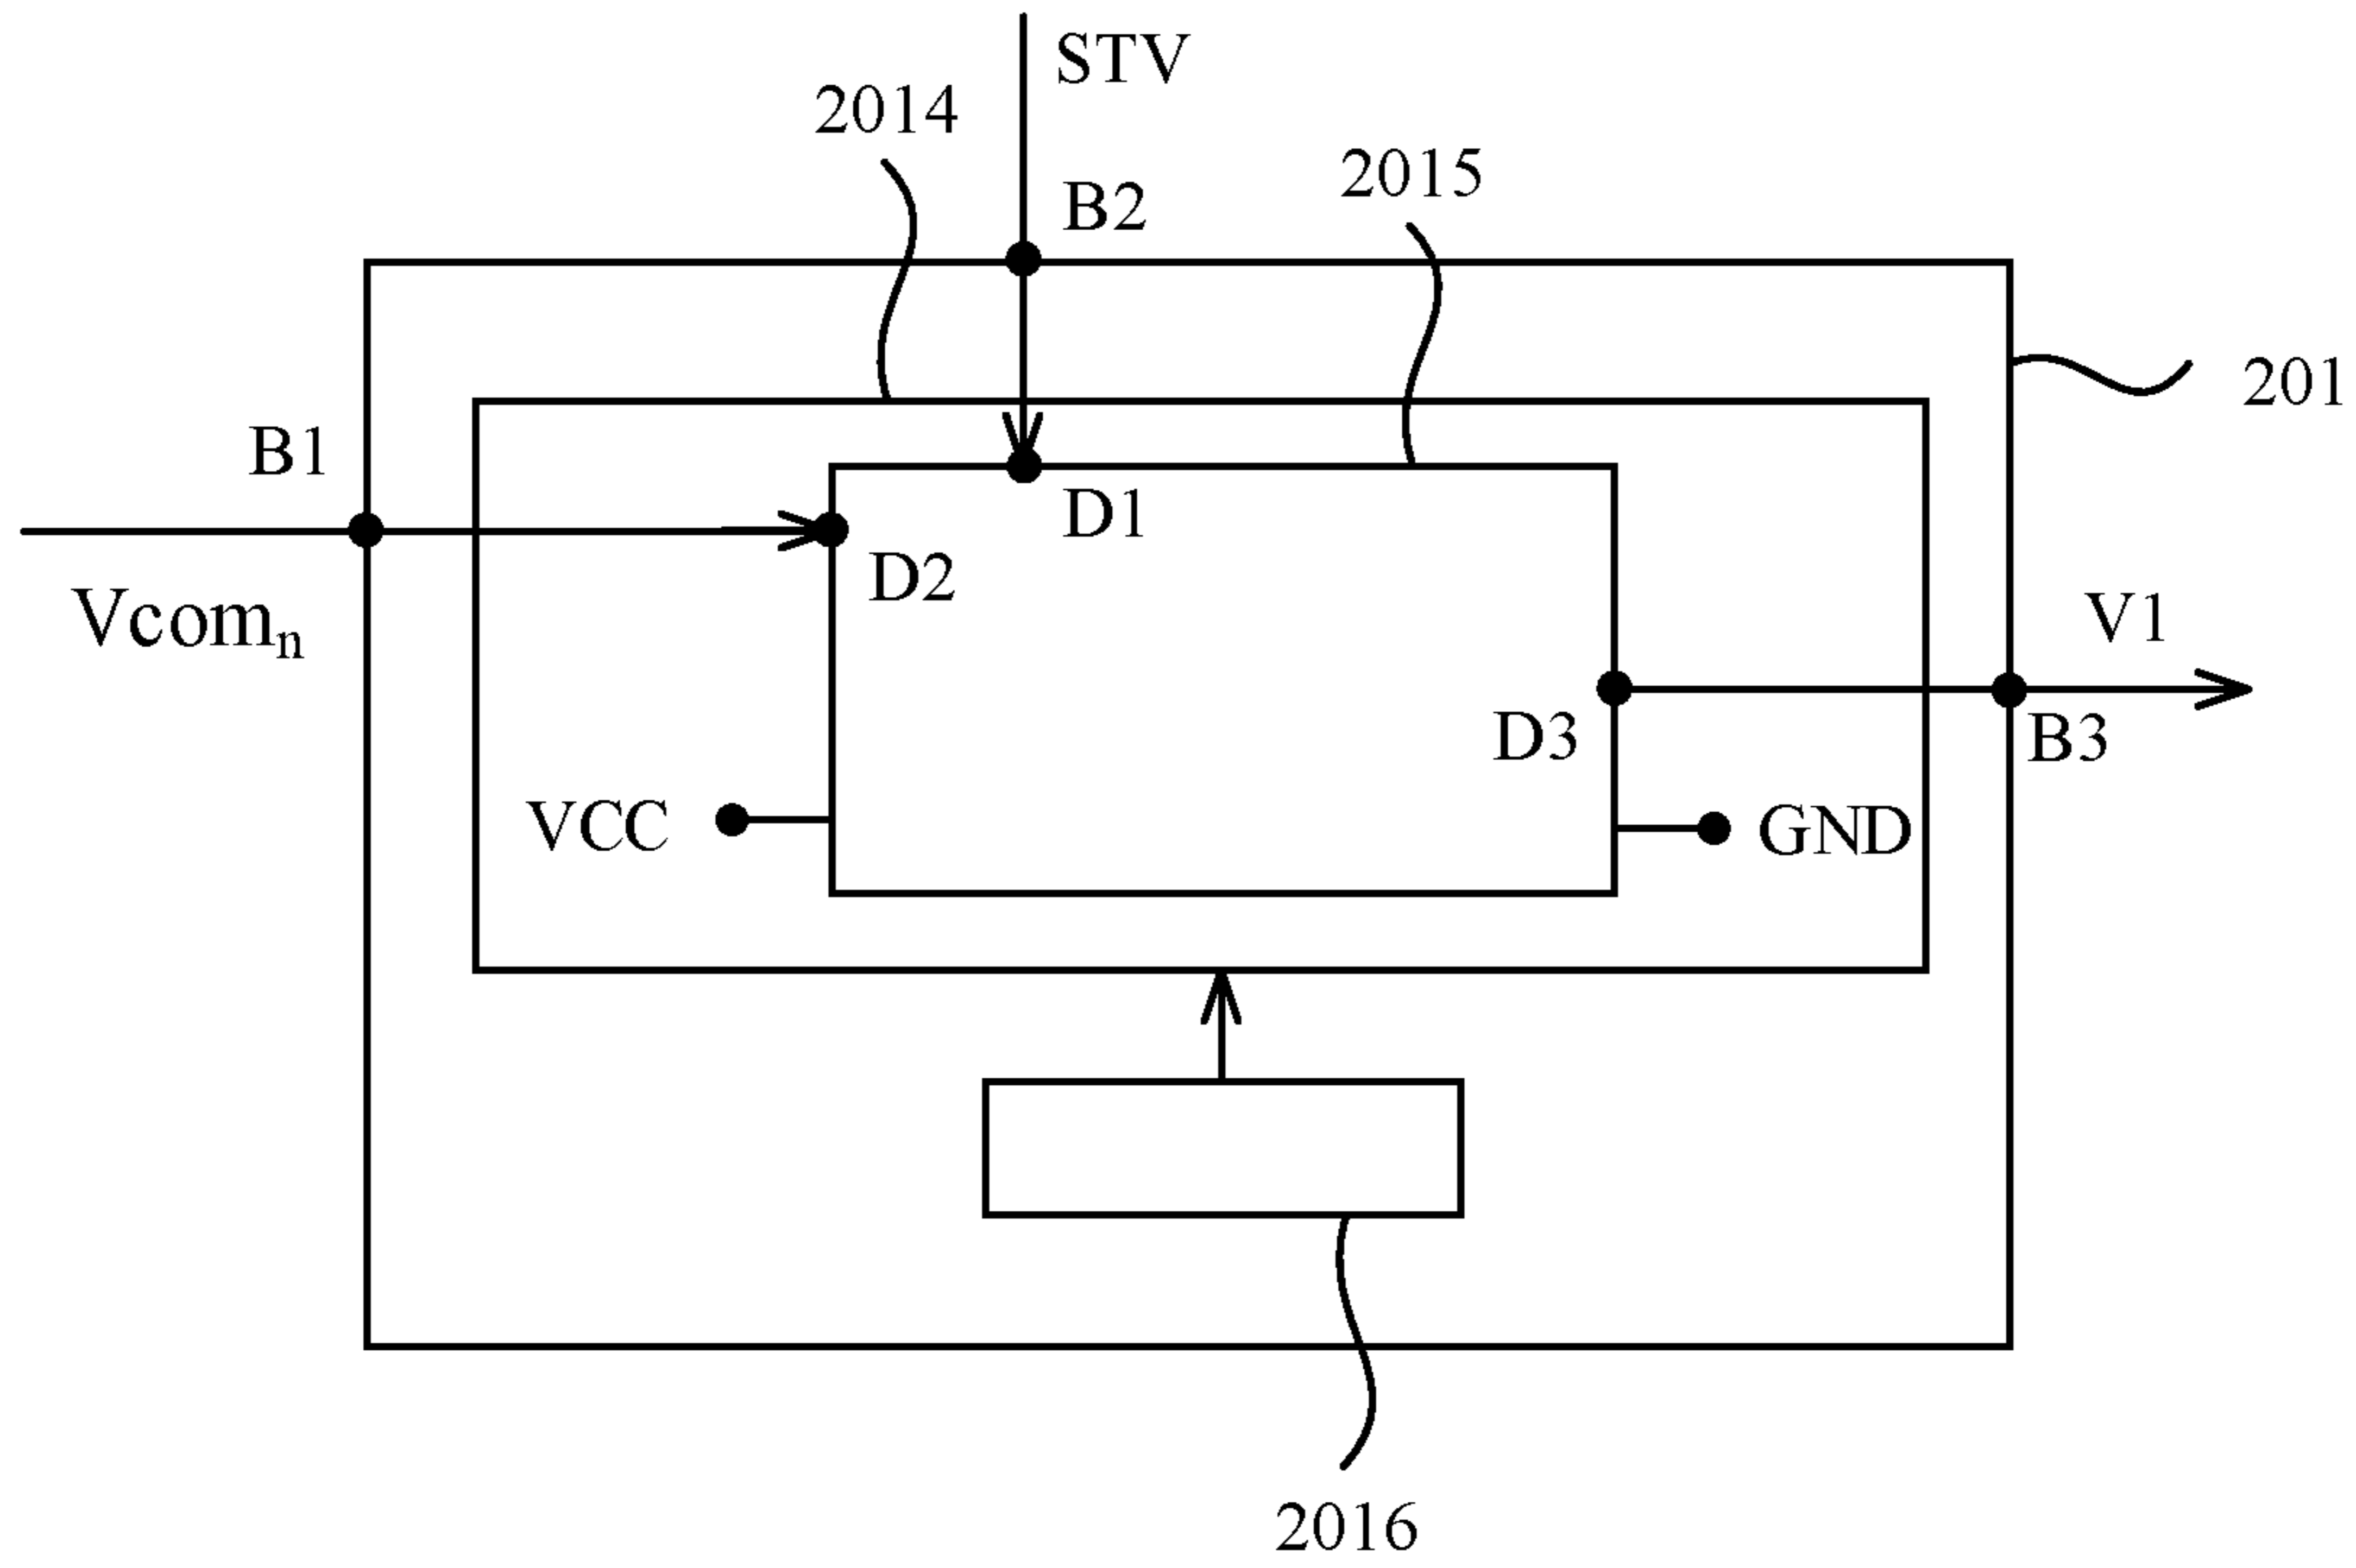 STV
2014
2015
B2
201
B1
D1
D2
Vcomₙ
V1
D3
B3
VCC
GND
2016